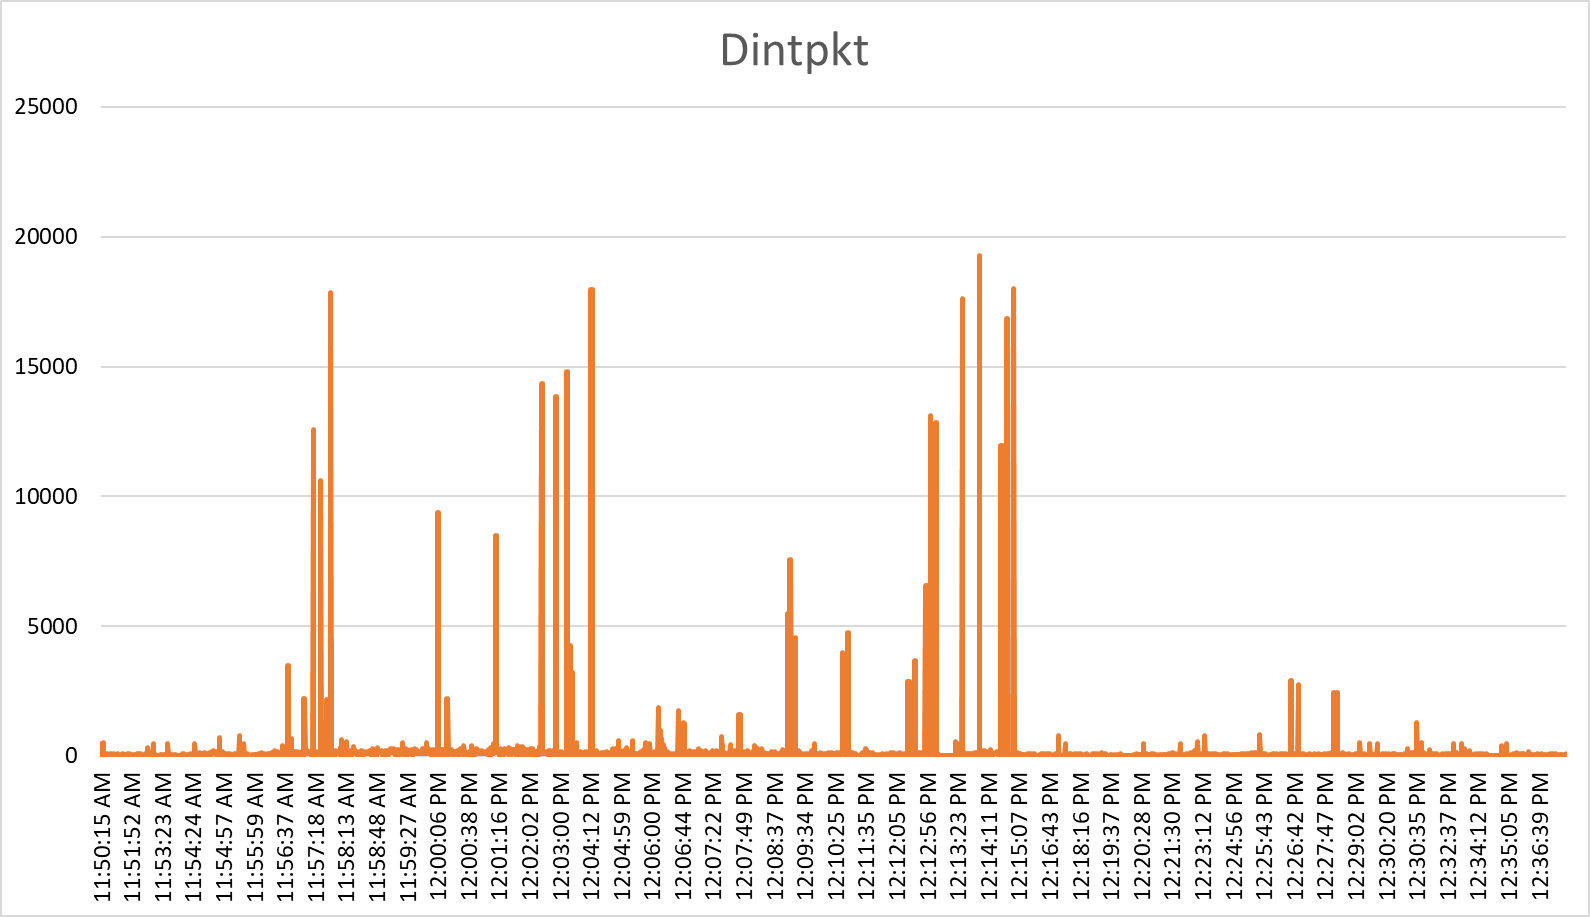 Dintpkt
25000
20000
15000
10000
5000
0
11:50:15 AM
11:51:52 AM
11:53:23 AM
11:54:24 AM
11:54:57 AM
11:55:59 AM
11:56:37 AM
11:57:18 AM
11:58:13 AM
11:58:48 AM
11:59:27 AM
12:00:06 PM
12:00:38 PM
12:01:16 PM
12:02:02 PM
12:03:00 PM
12:04:12 PM
12:04:59 PM
12:06:00 PM
12:06:44 PM
12:07:22 PM
12:07:49 PM
12:08:37 PM
12:09:34 PM
12:10:25 PM
12:11:35 PM
12:12:05 PM
12:12:56 PM
12:13:23 PM
12:14:11 PM
12:15:07 PM
12:16:43 PM
12:18:16 PM
12:19:37 PM
12:20:28 PM
12:21:30 PM
12:23:12 PM
12:24:56 PM
12:25:43 PM
12:26:42 PM
12:27:47 PM
12:29:02 PM
12:30:20 PM
12:30:35 PM
12:32:37 PM
12:34:12 PM
12:35:05 PM
12:36:39 PM